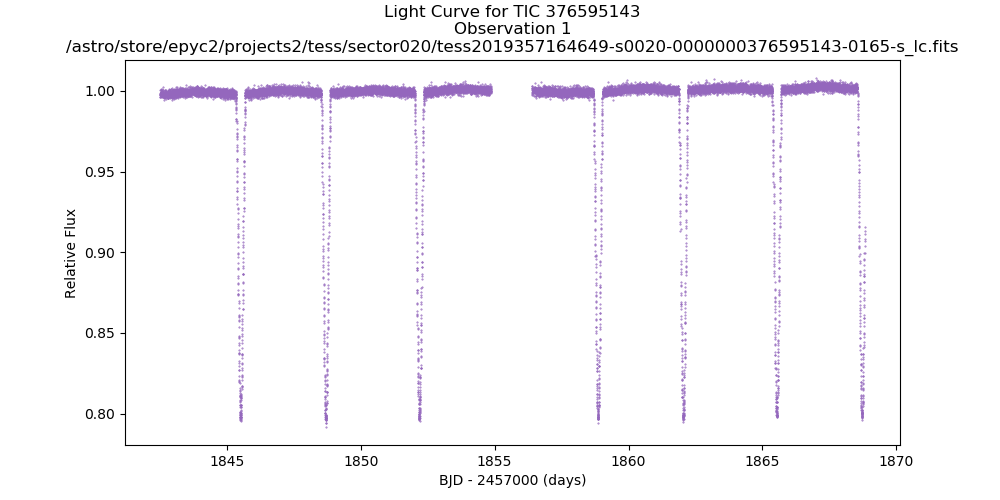 Light Curve for TIC 376595143
Observation 1
/astro/store/epyc2/projects2/tess/sector020/tess2019357164649-s0020-0000000376595143-0165-s_lc.fits
1.00
0.95
0.90
0.85
0.80
Relative Flux
1845
1850
1855
1860
1865
1870
BJD - 2457000 (days)